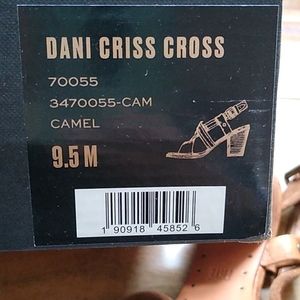 DANI CRISS CROSS
70055
3470055-CAM
CAMEL
9.5 M
1 90918 45852 6